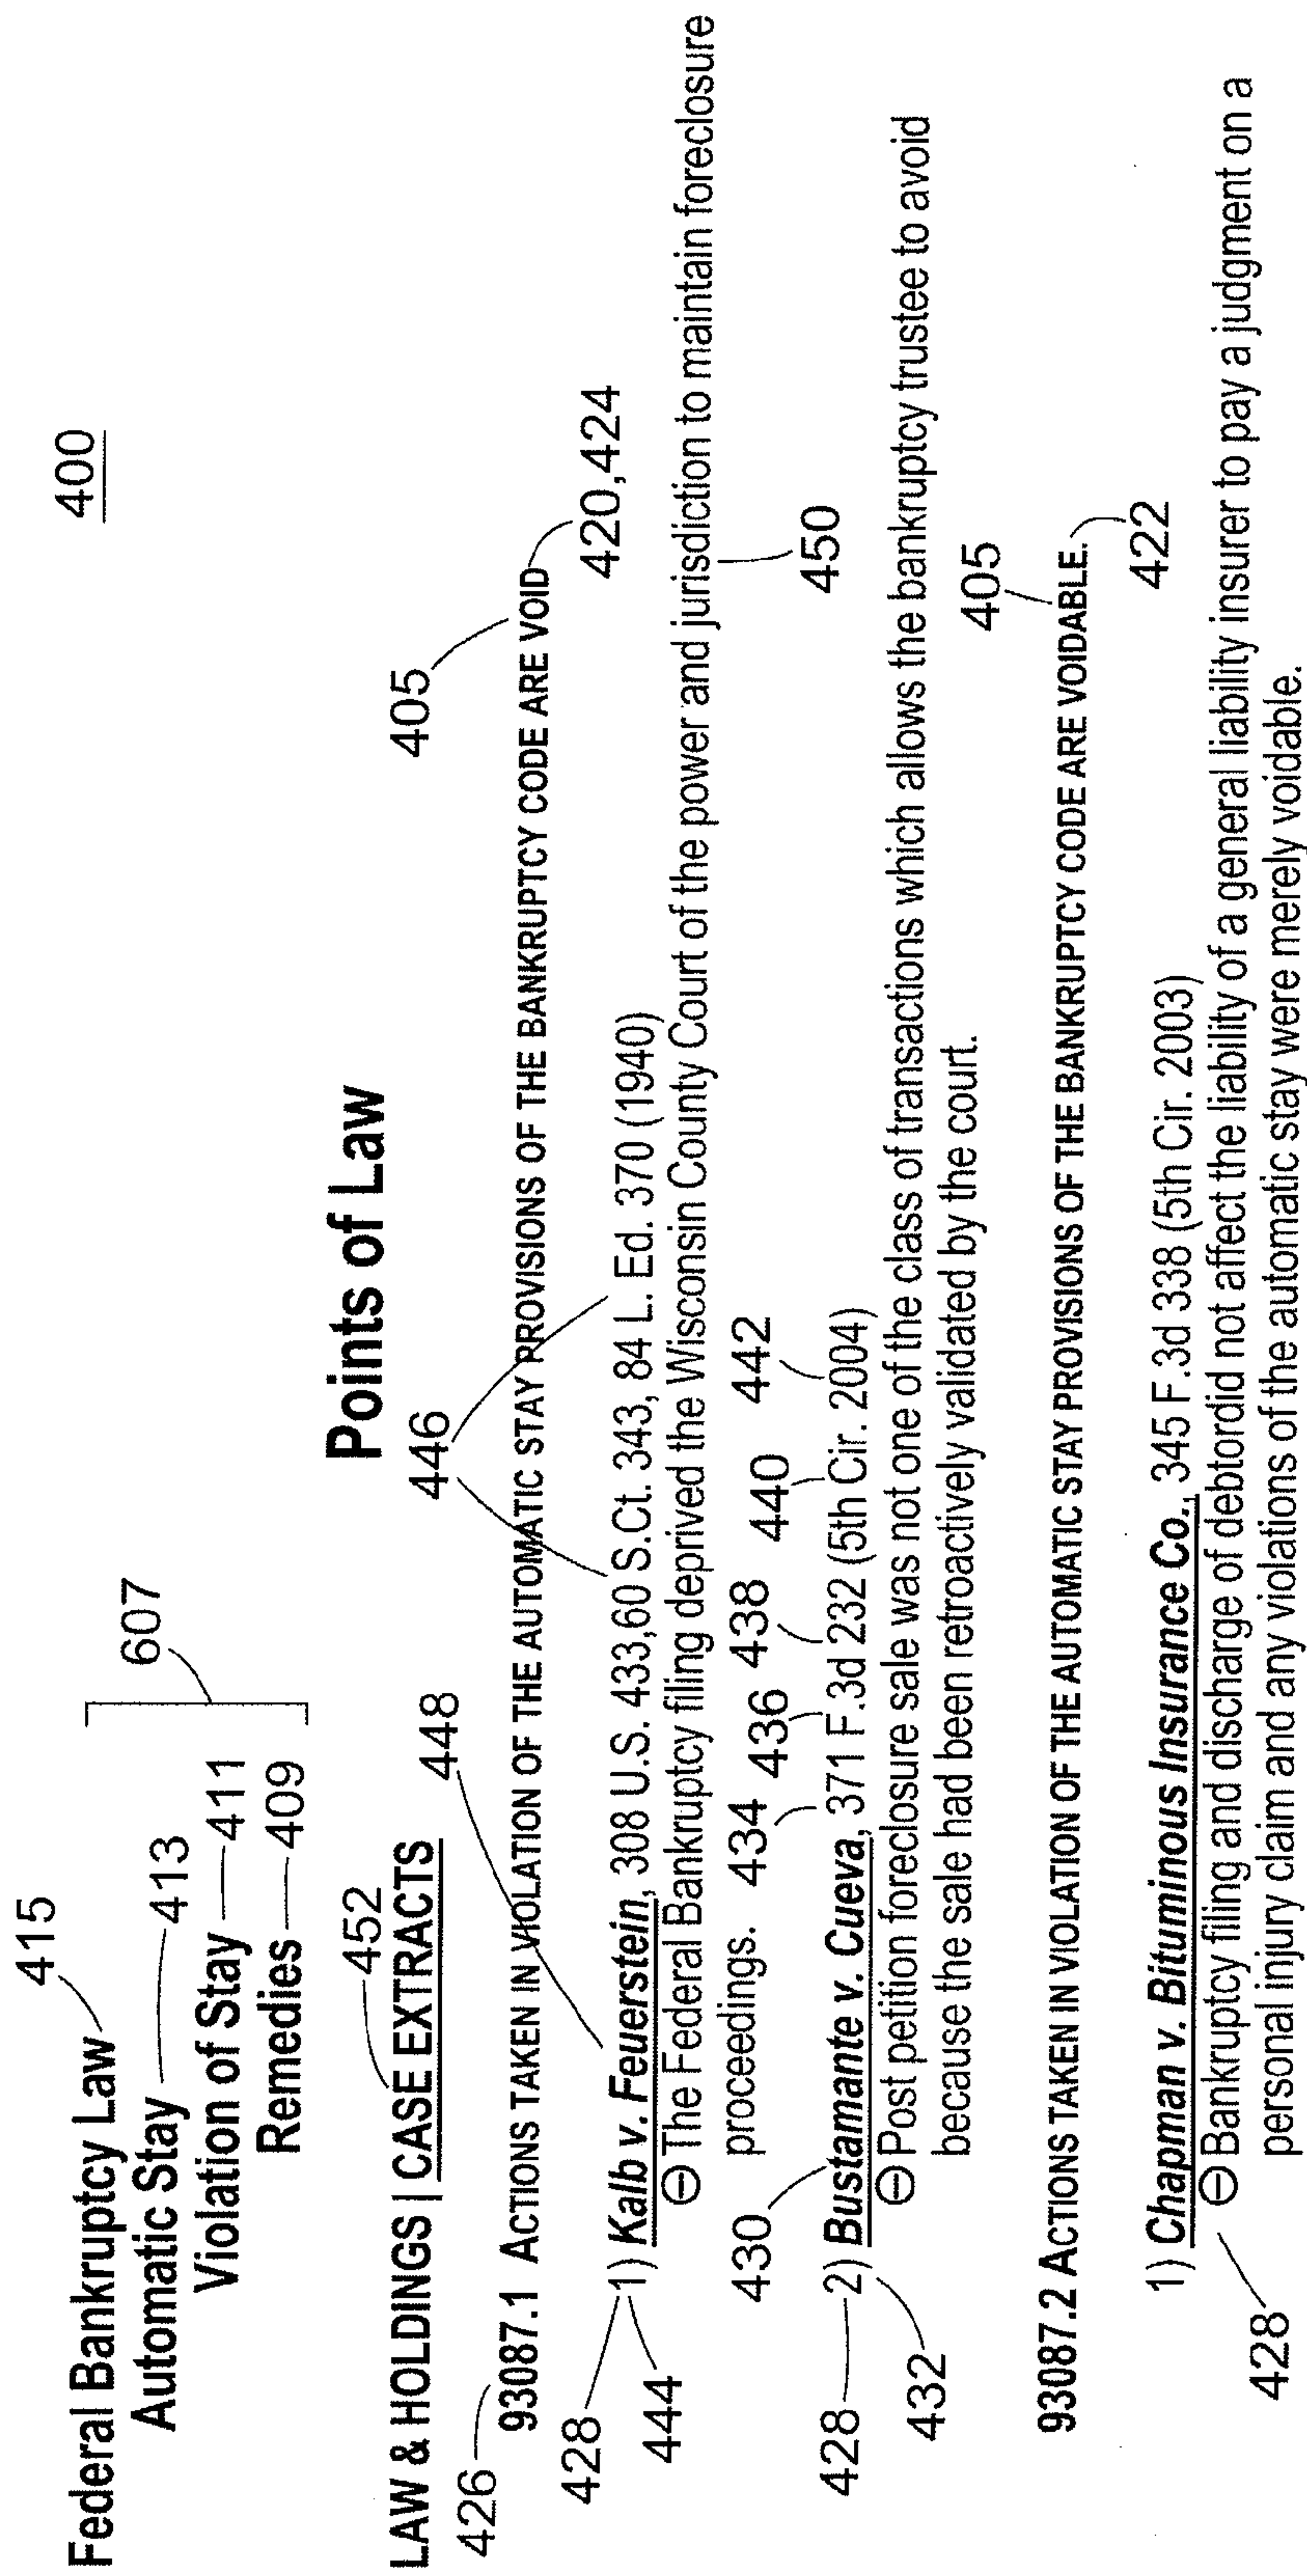 400
415
Federal Bankruptcy Law
Automatic Stay 413
Violation of Stay 411
Remedies 409
607
Points of Law
452
LAW & HOLDINGS | CASE EXTRACTS
448
446
405
426
93087.1 ACTIONS TAKEN IN VIOLATION OF THE AUTOMATIC STAY PROVISIONS OF THE BANKRUPTCY CODE ARE VOID
420,424
428
444
1) Kalb v. Feuerstein, 308 U.S. 433,60 S.Ct. 343, 84 L. Ed. 370 (1940)
⊖ The Federal Bankruptcy filing deprived the Wisconsin County Court of the power and jurisdiction to maintain foreclosure
proceedings.
450
430
434
436
438
440
442
428
432
2) Bustamante v. Cueva, 371 F.3d 232 (5th Cir. 2004)
⊖ Post petition foreclosure sale was not one of the class of transactions which allows the bankruptcy trustee to avoid
because the sale had been retroactively validated by the court.
405
93087.2 ACTIONS TAKEN IN VIOLATION OF THE AUTOMATIC STAY PROVISIONS OF THE BANKRUPTCY CODE ARE VOIDABLE.
422
1) Chapman v. Bituminous Insurance Co., 345 F.3d 338 (5th Cir. 2003)
⊖ Bankruptcy filing and discharge of debtordid not affect the liability of a general liability insurer to pay a judgment on a
personal injury claim and any violations of the automatic stay were merely voidable.
428